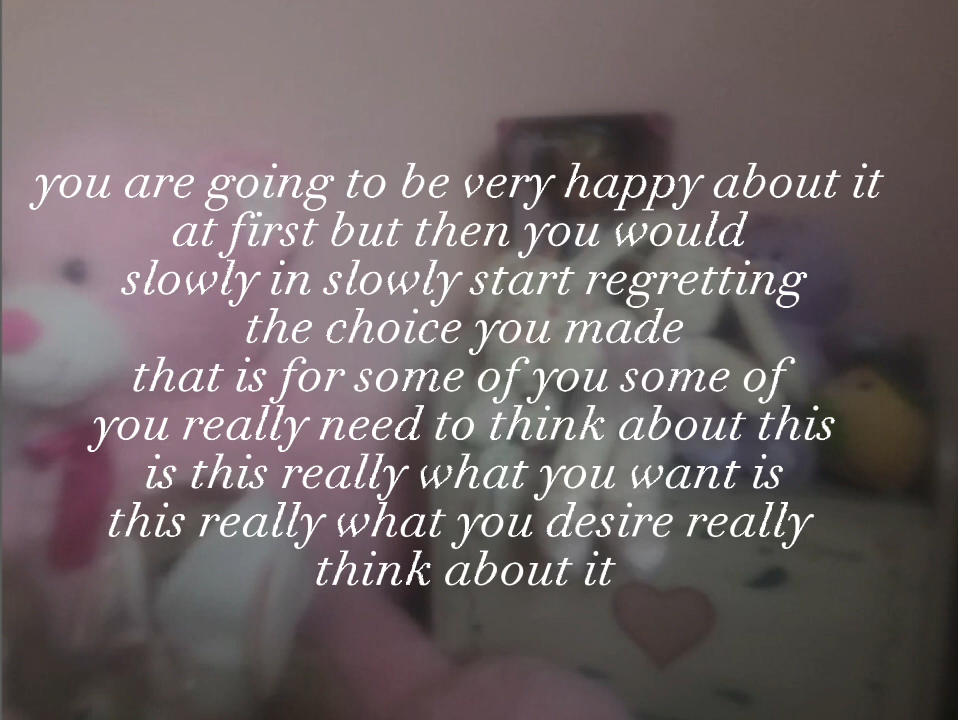 you are going to be very happy about it
at first but then you would
slowly in slowly start regretting
the choice you made
that is for some of you some of
you really need to think about this
is this really what you want is
this really what you desire really
think about it